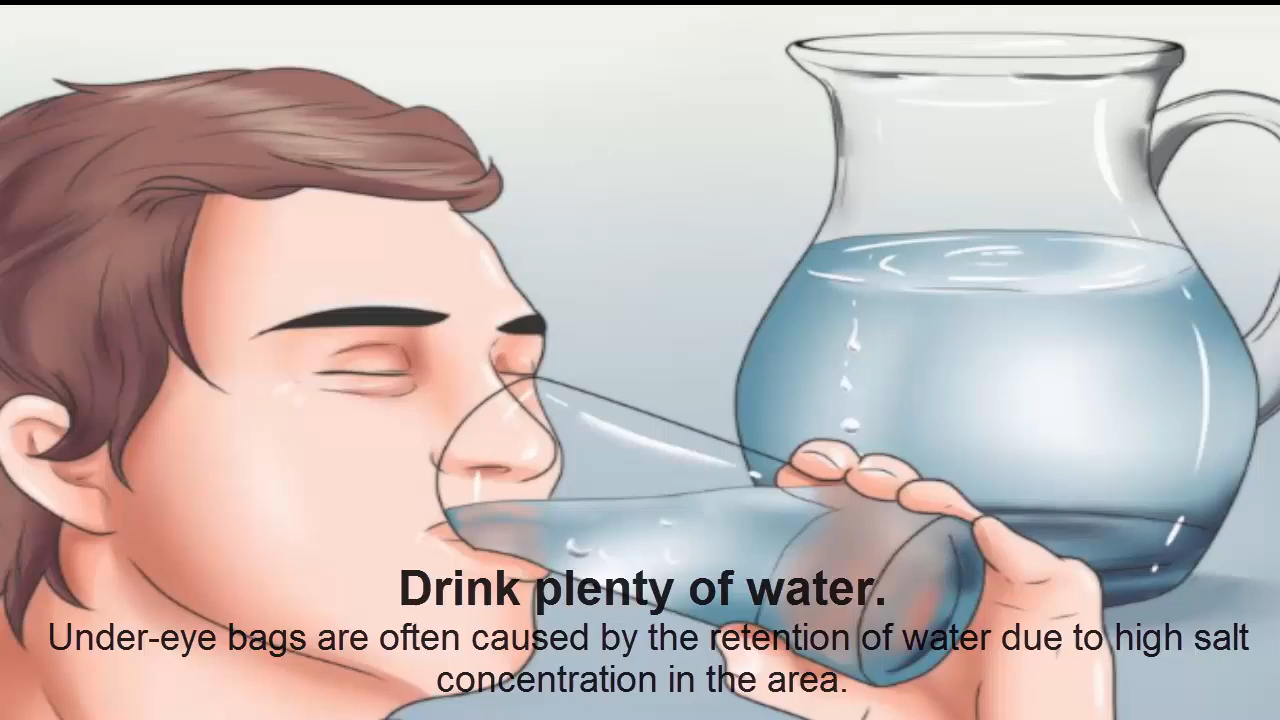 Drink plenty of water.
Under-eye bags are often caused by the retention of water due to high salt
concentration in the area.